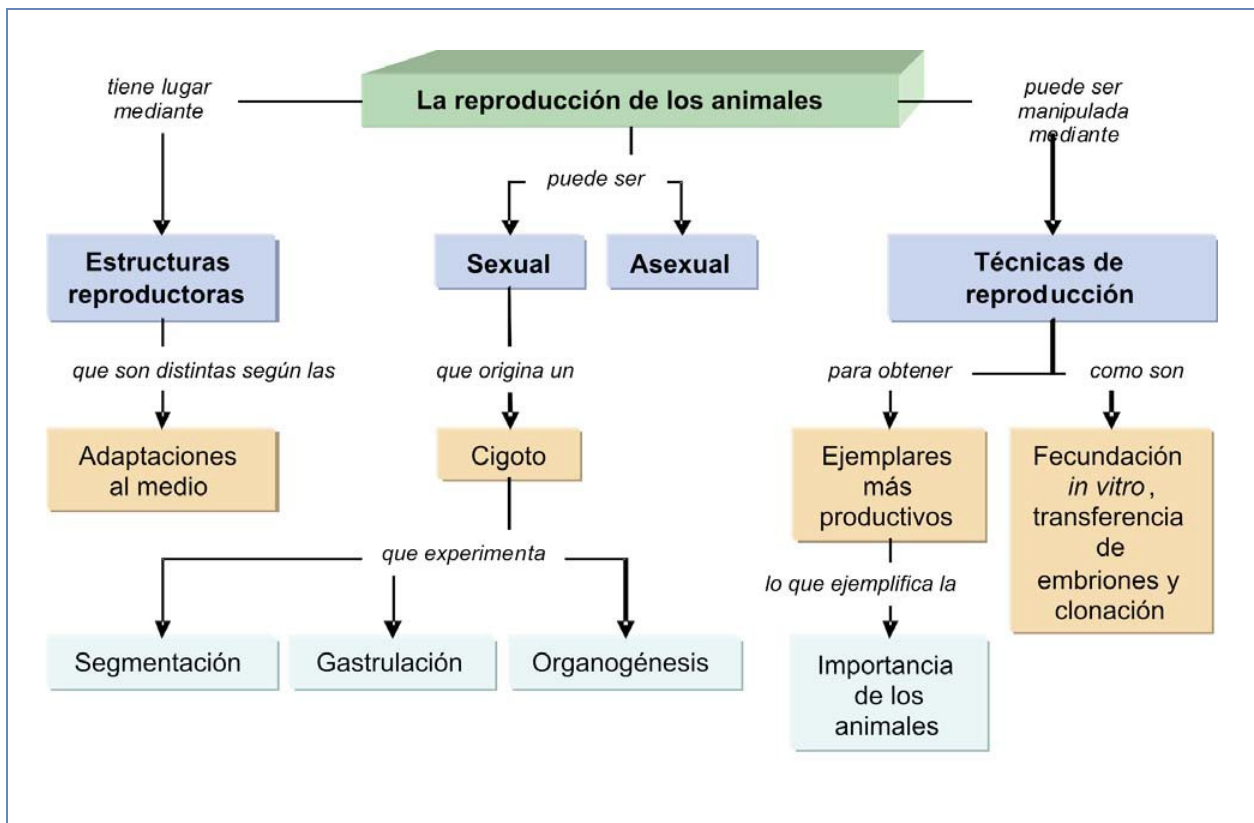 La reproducción de los animales
tiene lugar
mediante
puede ser
puede ser
manipulada
mediante
Estructuras
reproductoras
Sexual
Asexual
Técnicas de
reproducción
que son distintas según las
que origina un
para obtener
como son
Adaptaciones
al medio
Cigoto
Ejemplares
más
productivos
Fecundación
in vitro,
transferencia
de
embriones y
clonación
que experimenta
lo que ejemplifica la
Segmentación
Gastrulación
Organogénesis
Importancia
de los
animales